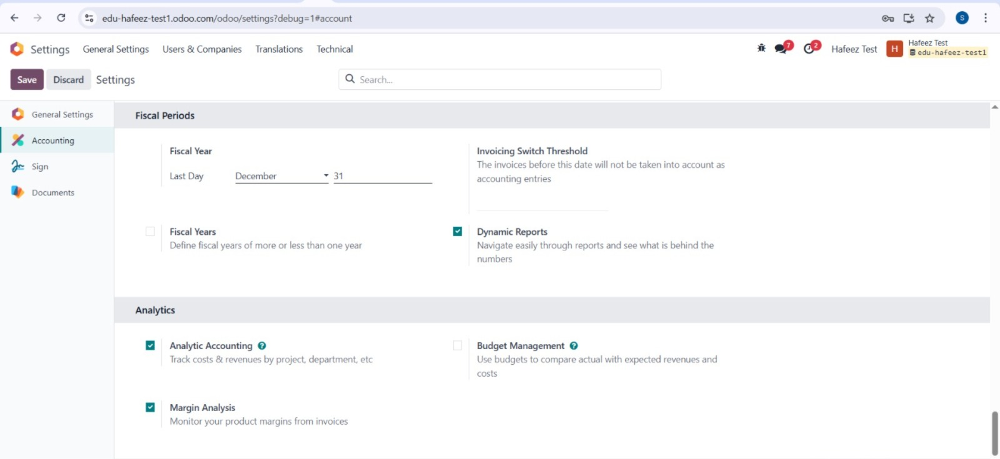 edu-hafeez-test1.odoo.com/odoo/settings?debug=1#account
S
Settings General Settings Users & Companies Translations Technical
7 2 Hafeez Test H Hafeez Test
edu-hafeez-test1
Save Discard Settings Search...
General Settings
Accounting
Sign
Documents
Fiscal Periods
Fiscal Year
Last Day December 31
Invoicing Switch Threshold
The invoices before this date will not be taken into account as
accounting entries
Fiscal Years
Define fiscal years of more or less than one year
Dynamic Reports
Navigate easily through reports and see what is behind the
numbers
Analytics
Analytic Accounting ?
Track costs & revenues by project, department, etc
Budget Management ?
Use budgets to compare actual with expected revenues and
costs
Margin Analysis
Monitor your product margins from invoices